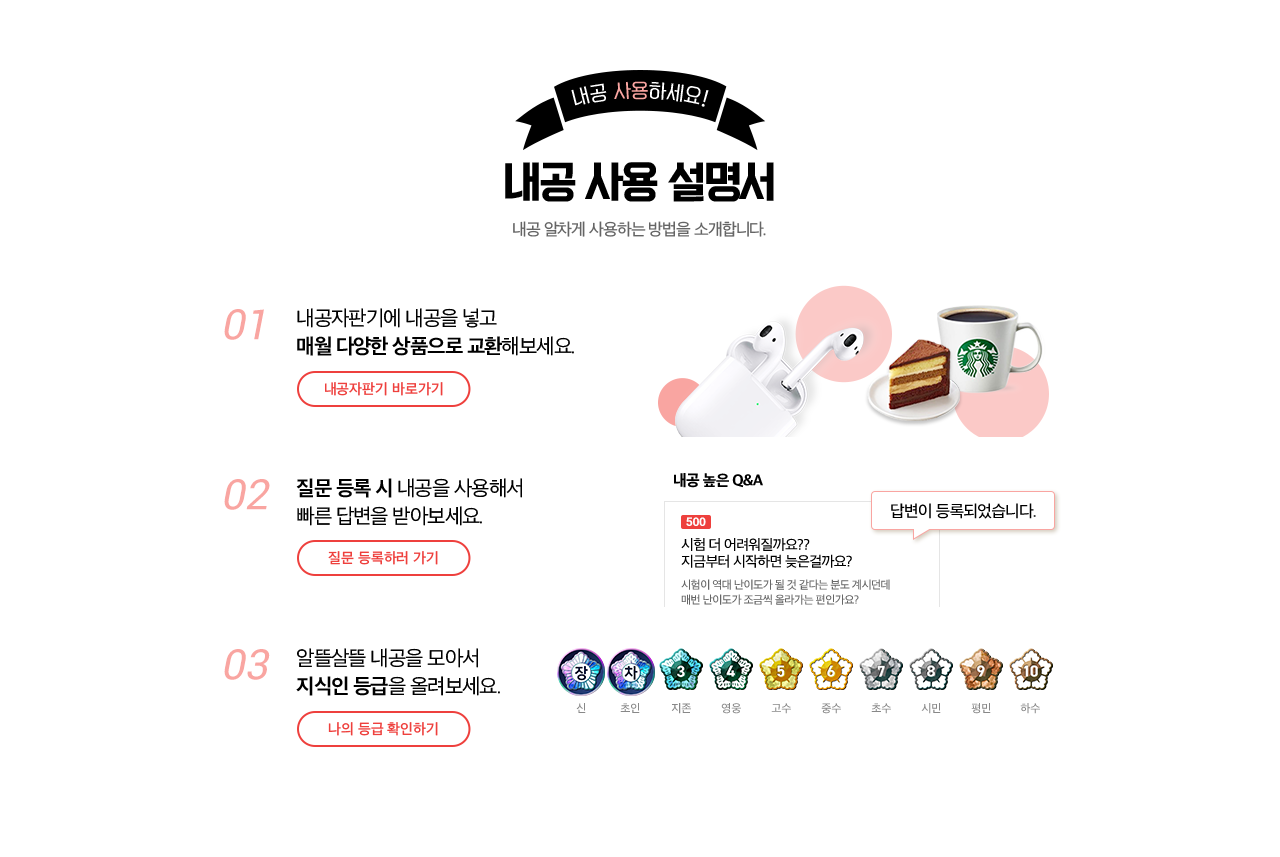 내공 사용하세요!
내공 사용 설명서
내공 알차게 사용하는 방법을 소개합니다.
01
내공자판기에 내공을 넣고
매월 다양한 상품으로 교환해보세요.
내공자판기 바로가기
02
질문 등록 시 내공을 사용해서
빠른 답변을 받아보세요.
질문 등록하러 가기
내공 높은 Q&A
답변이 등록되었습니다.
500
시험 더 어려워질까요??
지금부터 시작하면 늦은걸까요?
시험이 역대 난이도가 될 것 같다는 분도 계시던데
매번 난이도가 조금씩 올라가는 편인가요?
03
알뜰살뜰 내공을 모아서
지식인 등급을 올려보세요.
나의 등급 확인하기
장 차 3 4 5 6 7 8 9 10
신 초인 지존 영웅 고수 중수 초수 시민 평민 하수